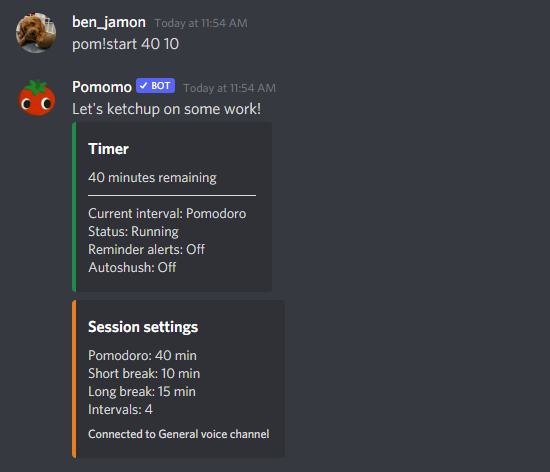 ben_jamon Today at 11:54 AM
pom!start 40 10
Pomomo BOT Today at 11:54 AM
Let's ketchup on some work!
Timer
40 minutes remaining
Current interval: Pomodoro
Status: Running
Reminder alerts: Off
Autoshush: Off
Session settings
Pomodoro: 40 min
Short break: 10 min
Long break: 15 min
Intervals: 4
Connected to General voice channel